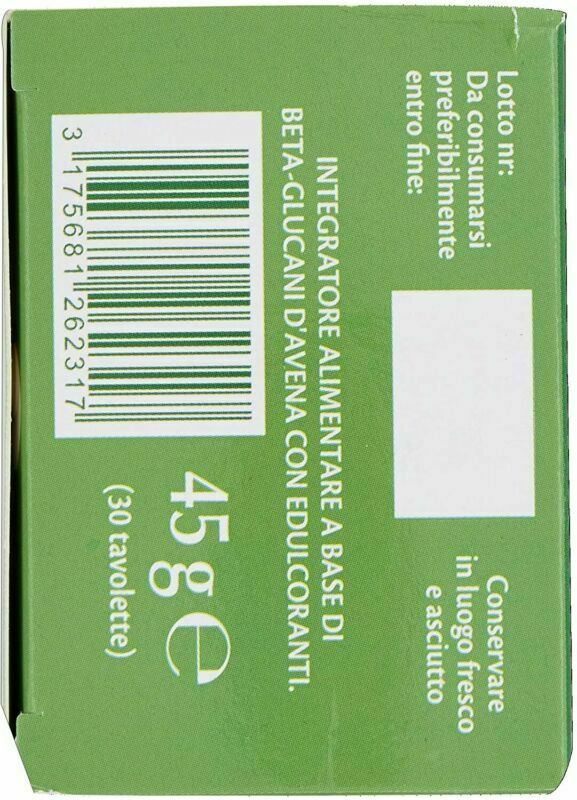 Lotto nr:
Da consumarsi
preferibilmente
entro fine:
Conservare
in luogo fresco
e asciutto
INTEGRATORE ALIMENTARE A BASE DI
BETA-GLUCANI D'AVENA CON EDULCORANTI.
3 175681 262317
45 g e
(30 tavolette)